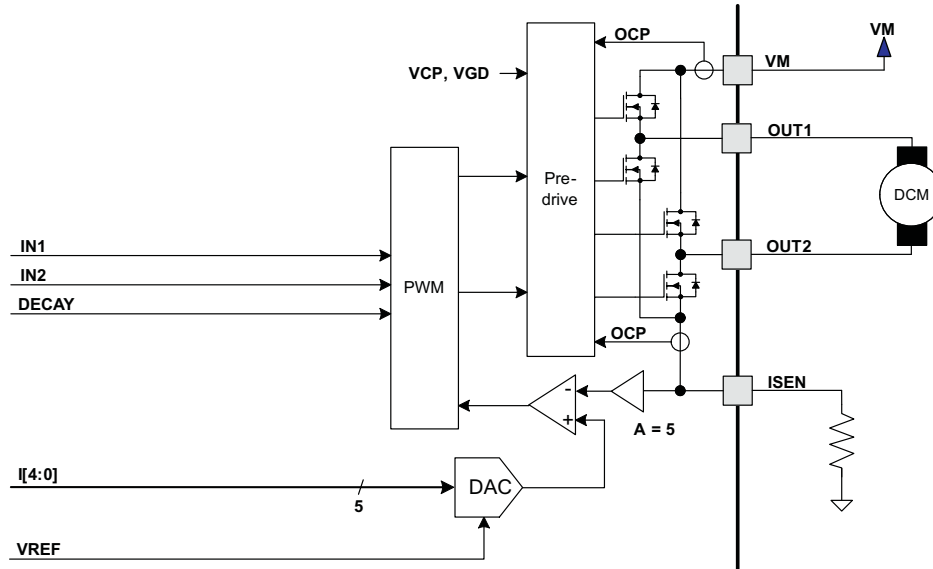 OCP
VM
VM
VCP, VGD
OUT1
Pre-
drive
DCM
IN1
OUT2
IN2
PWM
DECAY
OCP
ISEN
-
+
A = 5
I[4:0]
5
DAC
VREF